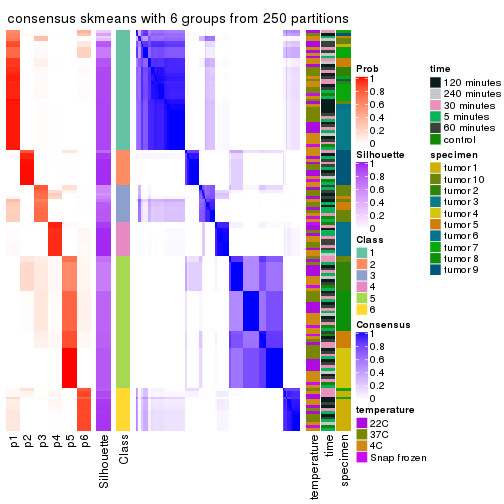 consensus skmeans with 6 groups from 250 partitions
Prob
1
0.8
0.6
0.4
0.2
0
Silhouette
1
0.8
0.6
0.4
0.2
0
Class
1
2
3
4
5
6
Consensus
1
0.8
0.6
0.4
0.2
0
temperature
22C
37C
4C
Snap frozen
time
120 minutes
240 minutes
30 minutes
5 minutes
60 minutes
control
specimen
tumor 1
tumor 10
tumor 2
tumor 3
tumor 4
tumor 5
tumor 6
tumor 7
tumor 8
tumor 9
p1
p2
p3
p4
p5
p6
Silhouette
Class
temperature
time
specimen